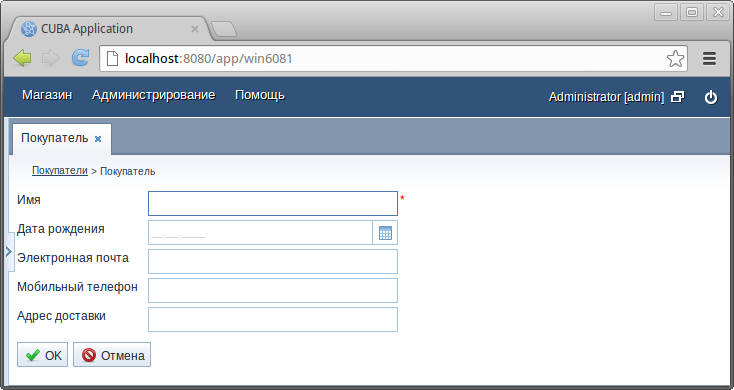 CUBA Application
localhost:8080/app/win6081
Магазин Администрирование Помощь Administrator [admin]
Покупатель
Покупатели > Покупатель
Имя *
Дата рождения __.__.____
Электронная почта
Мобильный телефон
Адрес доставки
OK Отмена